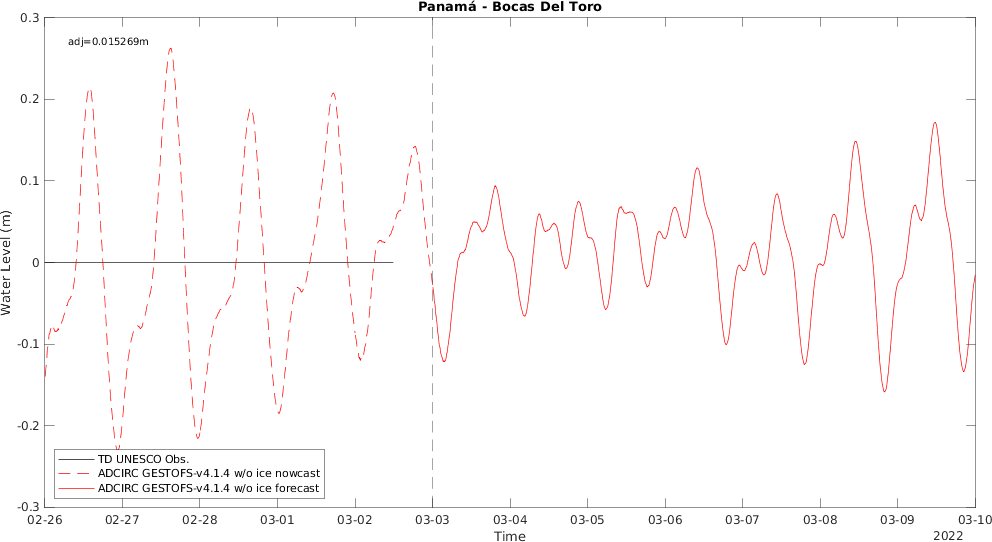 Panamá - Bocas Del Toro
adj=0.015269m
Water Level (m)
0.3
0.2
0.1
0
-0.1
-0.2
-0.3
TD UNESCO Obs.
ADCIRC GESTOFS-v4.1.4 w/o ice nowcast
ADCIRC GESTOFS-v4.1.4 w/o ice forecast
02-26 02-27 02-28 03-01 03-02 03-03 03-04 03-05 03-06 03-07 03-08 03-09 03-10
Time
2022